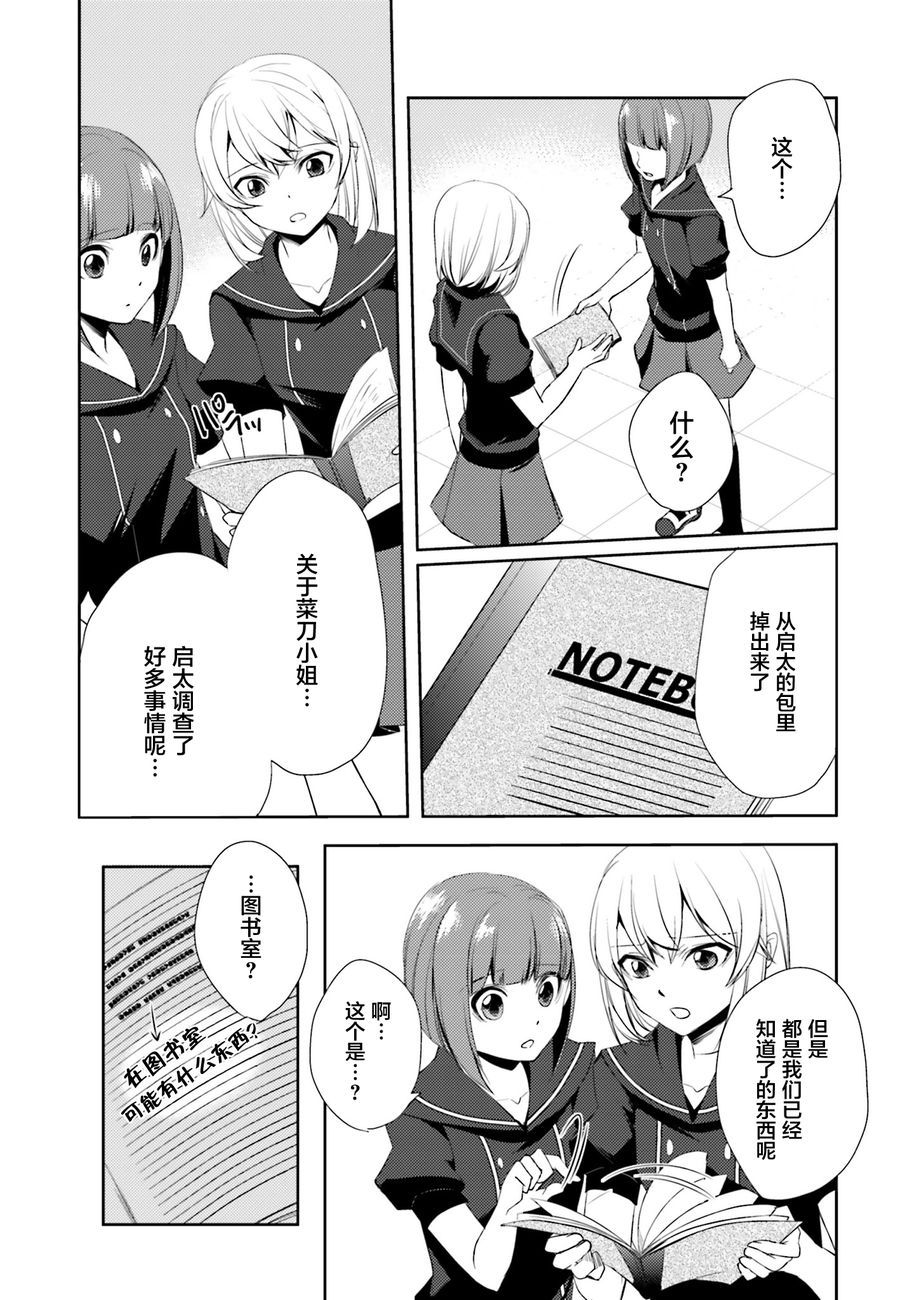 这个…
什么？
从启太的包里
掉出来了
NOTEB
关于菜刀小姐…
启太调查了
好多事情呢…
但是
都是我们已经
知道了的东西呢
啊…
这个是…？
…图书室？
在图书室
可能有什么东西？